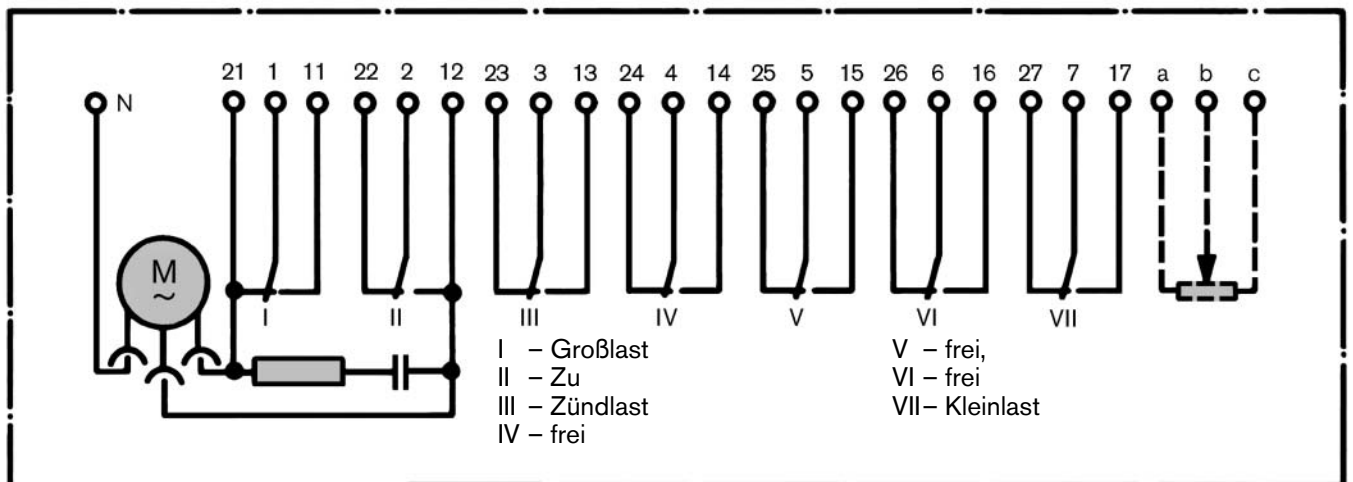 21 1 11 22 2 12 23 3 13 24 4 14 25 5 15 26 6 16 27 7 17 a b c
N
M
~
I II III IV V VI VII
I – Großlast
II – Zu
III – Zündlast
IV – frei
V – frei,
VI – frei
VII – Kleinlast